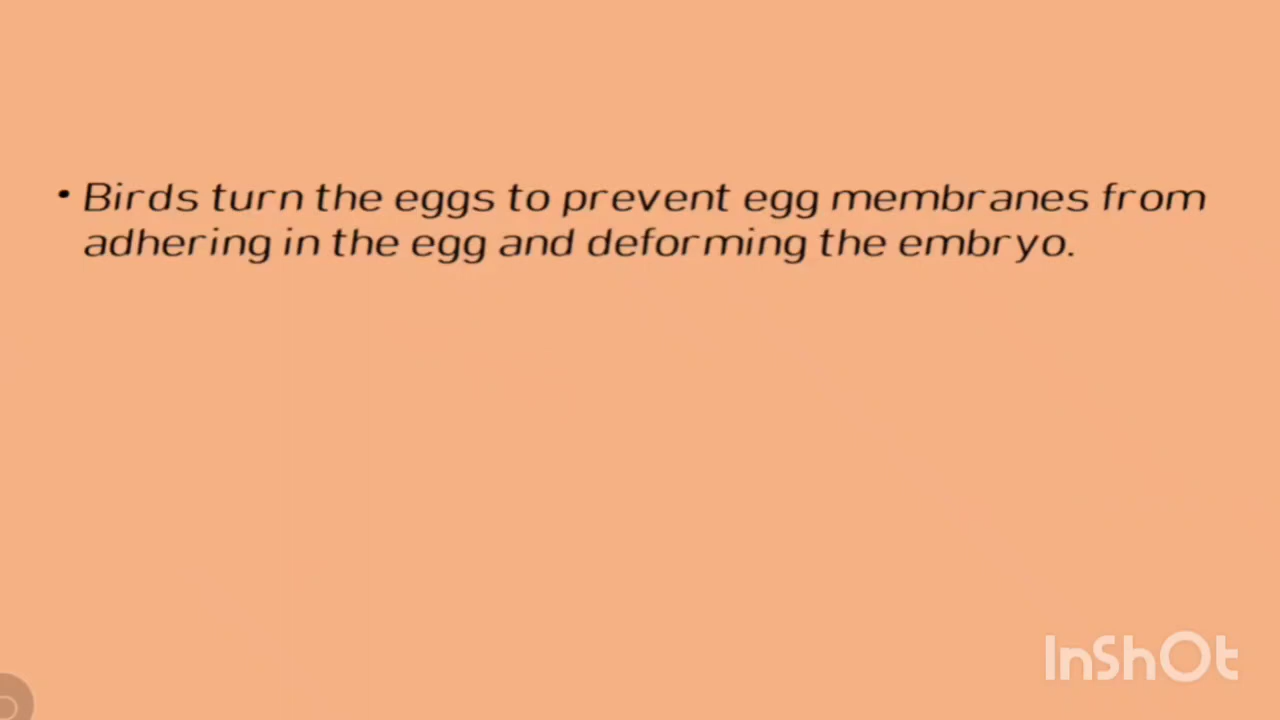 • Birds turn the eggs to prevent egg membranes from
adhering in the egg and deforming the embryo.
InShOt